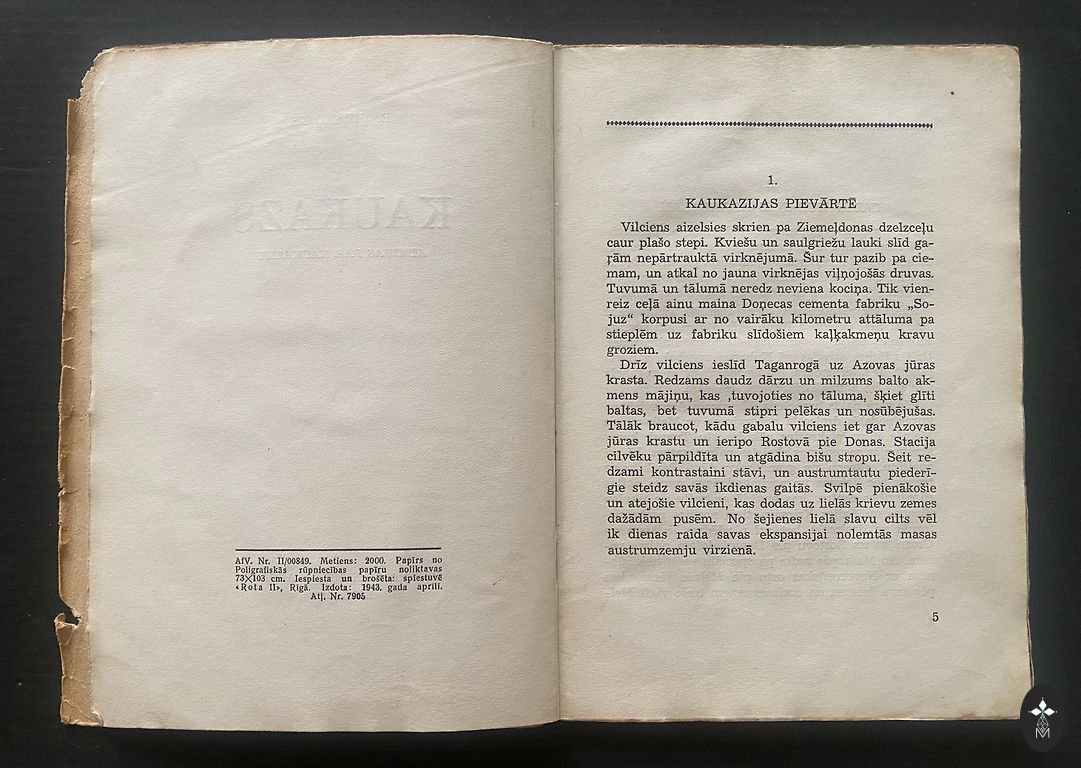 KAUKAZS
AfV. Nr. II/00849. Metiens: 2000. Papīrs no
Poligrafiskās rūpniecības papīru noliktavas
73×103 cm. Iespiesta un brošēta: spiestuvē
«Rota II», Rīgā. Izdota: 1943. gada aprīlī.
Atļ. Nr. 7905
1.
KAUKAZIJAS PIEVĀRTĒ
Vilciens aizelsies skrien pa Ziemeļdonas dzelzceļu
caur plašo stepi. Kviešu un saulgriežu lauki slīd ga-
ŗām nepārtrauktā virknējumā. Šur tur pazib pa cie-
mam, un atkal no jauna virknējas viļņojošās druvas.
Tuvumā un tālumā neredz neviena kociņa. Tik vien-
reiz ceļā ainu maina Doņecas cementa fabriku „So-
juz“ korpusi ar no vairāku kilometru attāluma pa
stieplēm uz fabriku slīdošiem kaļķakmeņu kravu
groziem.
Drīz vilciens ieslīd Taganrogā uz Azovas jūras
krasta. Redzams daudz dārzu un milzums balto ak-
mens mājiņu, kas ,tuvojoties no tāluma, šķiet glīti
baltas, bet tuvumā stipri pelēkas un nosūbējušas.
Tālāk braucot, kādu gabalu vilciens iet gar Azovas
jūras krastu un ieripo Rostovā pie Donas. Stacija
cilvēku pārpildīta un atgādina bišu stropu. Šeit re-
dzami kontrastaini stāvi, un austrumtautu piederī-
gie steidz savās ikdienas gaitās. Svilpē pienākošie
un atejošie vilcieni, kas dodas uz lielās krievu zemes
dažādām pusēm. No šejienes lielā slavu cilts vēl
ik dienas raida savas ekspansijai nolemtās masas
austrumzemju virzienā.
5
M